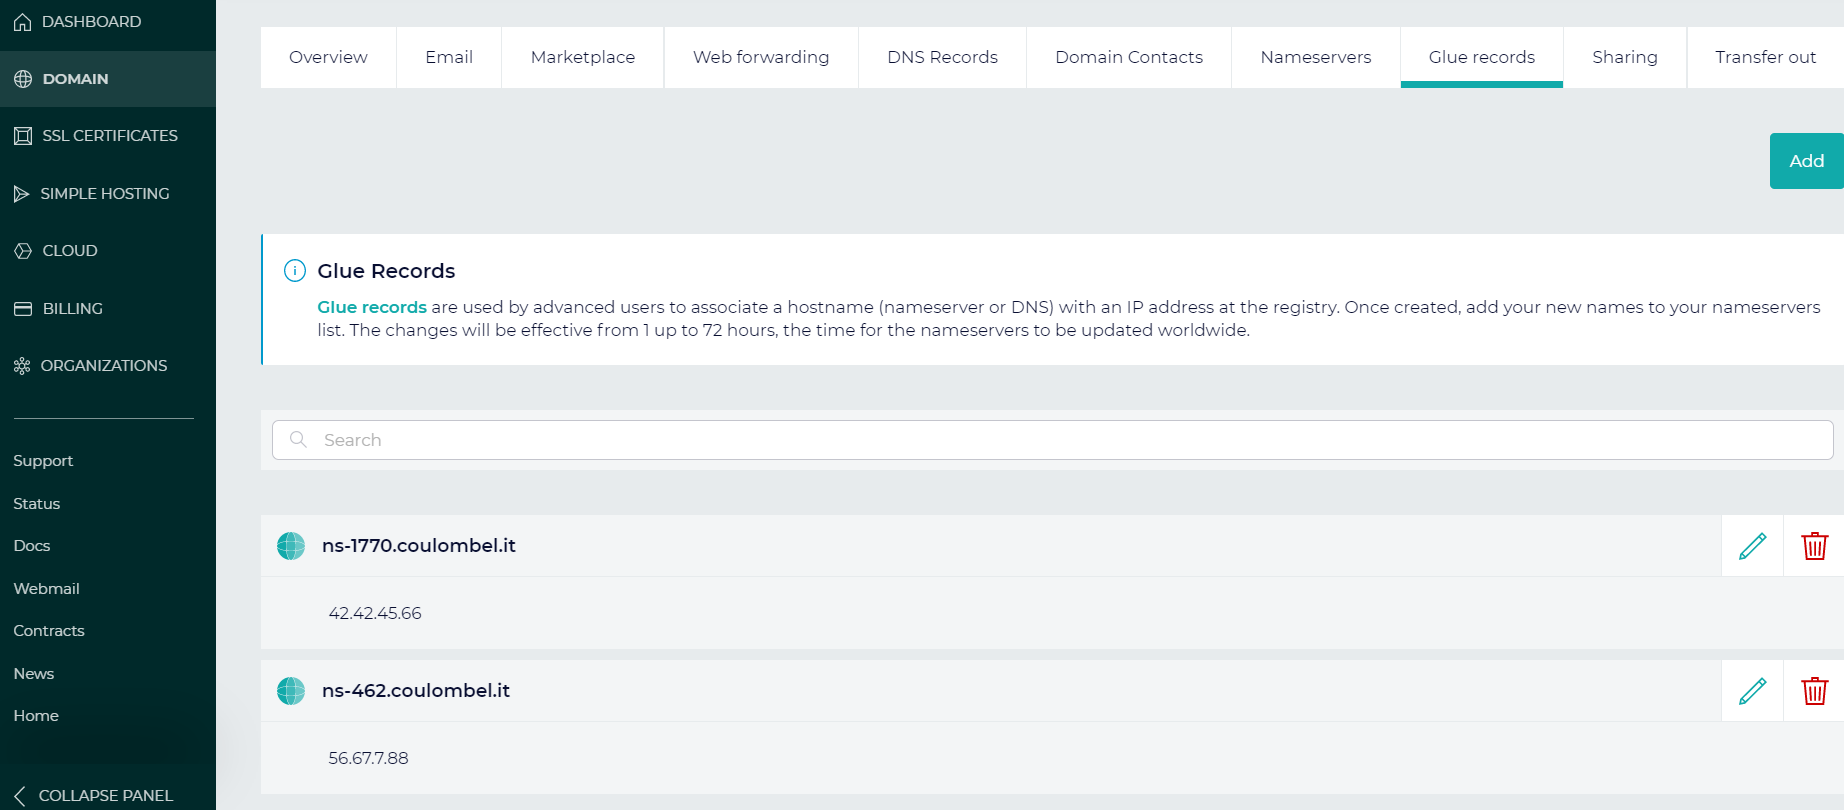 DASHBOARD
DOMAIN
SSL CERTIFICATES
SIMPLE HOSTING
CLOUD
BILLING
ORGANIZATIONS
Support
Status
Docs
Webmail
Contracts
News
Home
COLLAPSE PANEL
Overview
Email
Marketplace
Web forwarding
DNS Records
Domain Contacts
Nameservers
Glue records
Sharing
Transfer out
Add
Glue Records
Glue records are used by advanced users to associate a hostname (nameserver or DNS) with an IP address at the registry. Once created, add your new names to your nameservers
list. The changes will be effective from 1 up to 72 hours, the time for the nameservers to be updated worldwide.
Search
ns-1770.coulombel.it
42.42.45.66
ns-462.coulombel.it
56.67.7.88